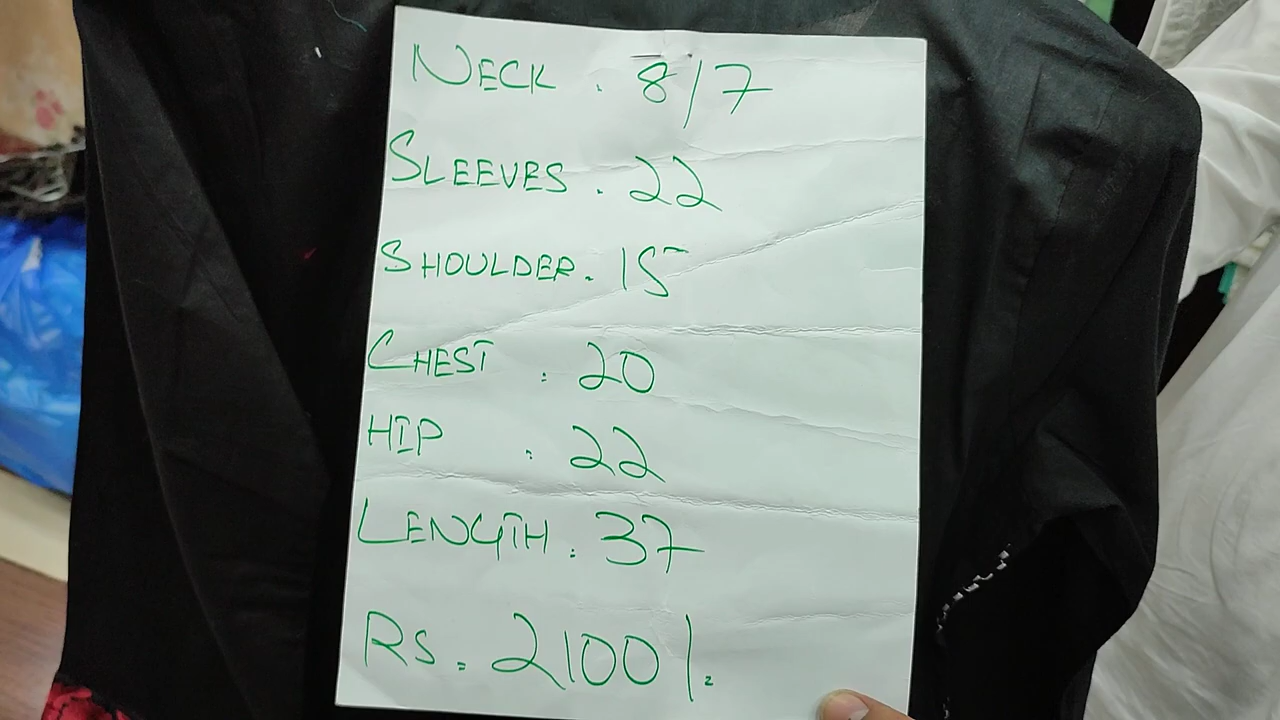 NECK . 8/7
SLEEVES . 22
SHOULDER. 15
CHEST : 20
HIP : 22
LENGTH : 37
RS. 2100/.